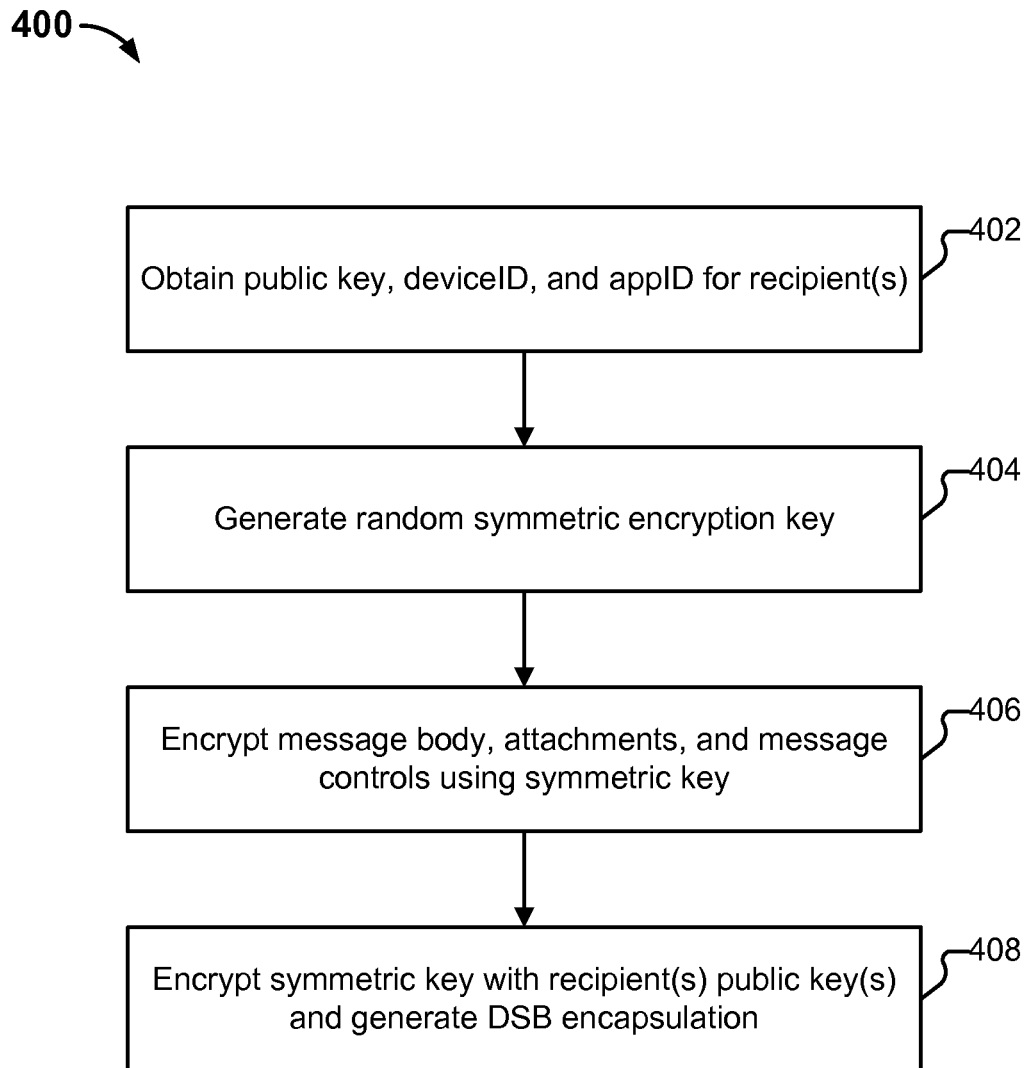 400
402
Obtain public key, deviceID, and appID for recipient(s)
404
Generate random symmetric encryption key
406
Encrypt message body, attachments, and message
controls using symmetric key
408
Encrypt symmetric key with recipient(s) public key(s)
and generate DSB encapsulation